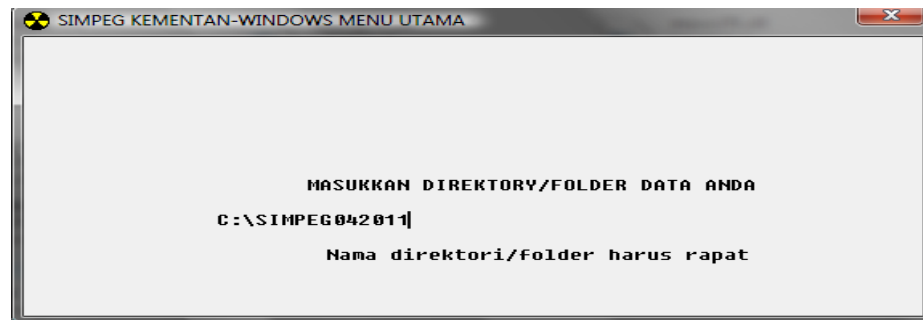 SIMPEG KEMENTAN-WINDOWS MENU UTAMA
MASUKKAN DIREKTORY/FOLDER DATA ANDA
C:\SIMPEG042011
Nama direktori/folder harus rapat